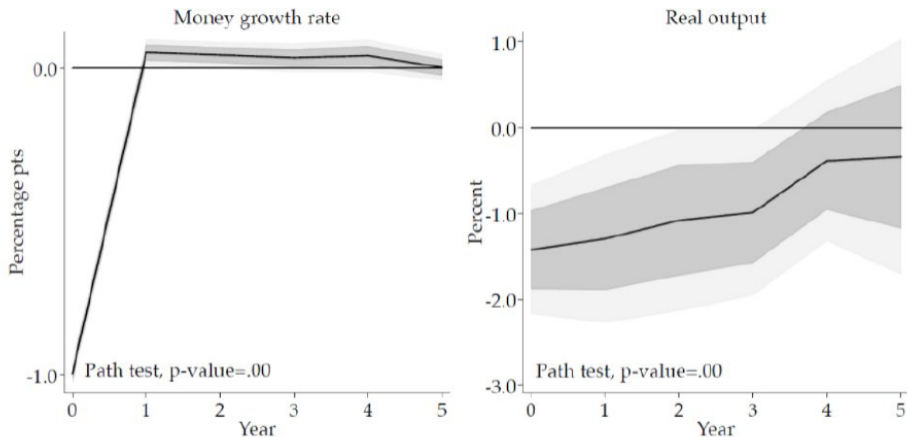 Money growth rate
Percentage pts
0.0
-1.0
Path test, p-value=.00
0 1 2 3 4 5
Year
Real output
Percent
1.0
0.0
-1.0
-2.0
-3.0
Path test, p-value=.00
0 1 2 3 4 5
Year